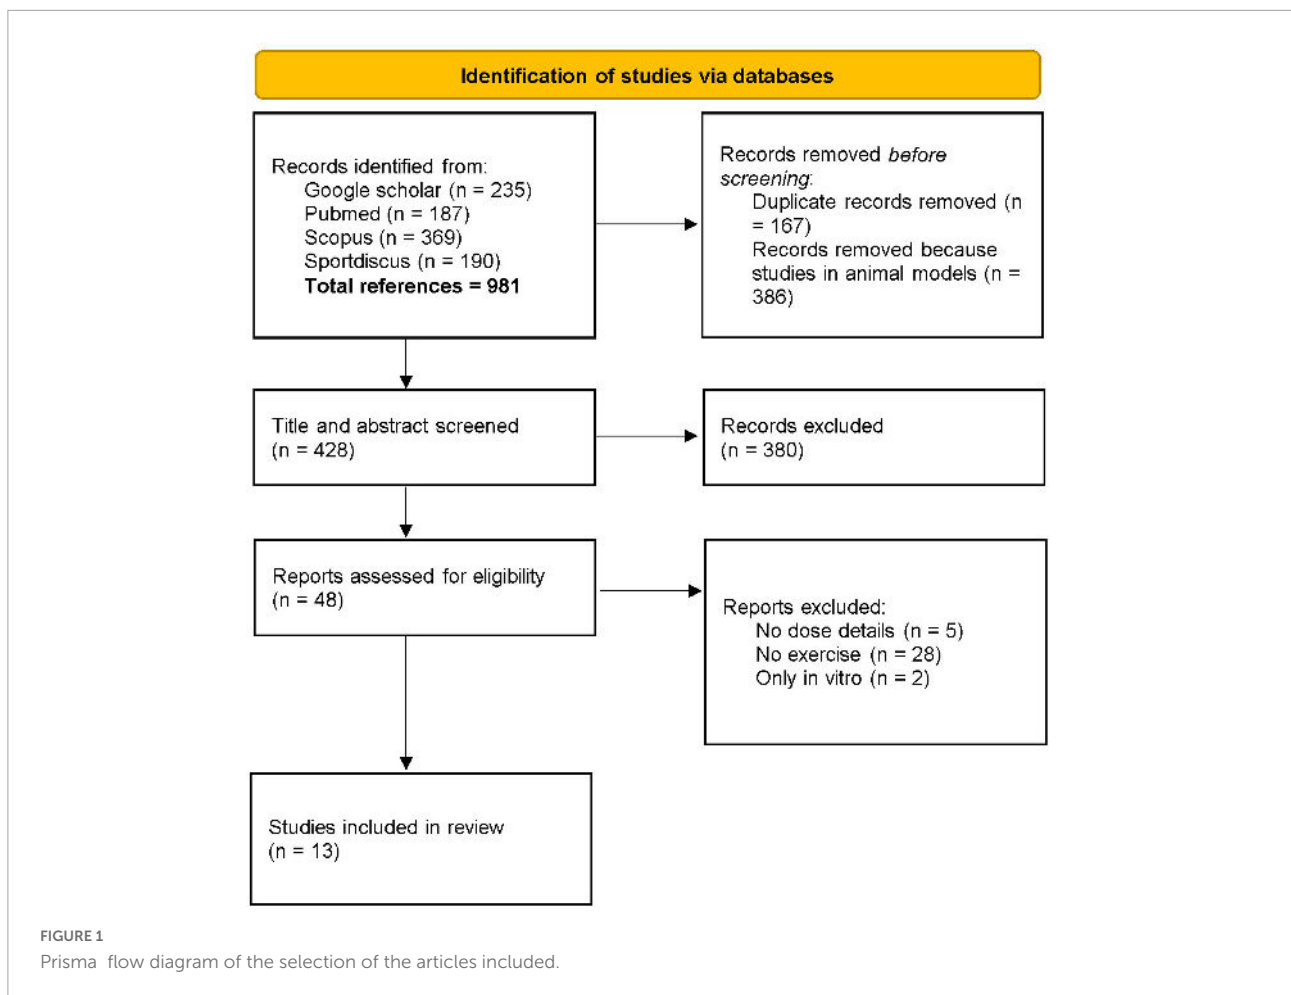 Identification of studies via databases
Records identified from:
Google scholar (n = 235)
Pubmed (n = 187)
Scopus (n = 369)
Sportdiscus (n = 190)
Total references = 981
Records removed before
screening:
Duplicate records removed (n
= 167)
Records removed because
studies in animal models (n =
386)
Title and abstract screened
(n = 428)
Records excluded
(n = 380)
Reports assessed for eligibility
(n = 48)
Reports excluded:
No dose details (n = 5)
No exercise (n = 28)
Only in vitro (n = 2)
Studies included in review
(n = 13)
FIGURE 1
Prisma flow diagram of the selection of the articles included.